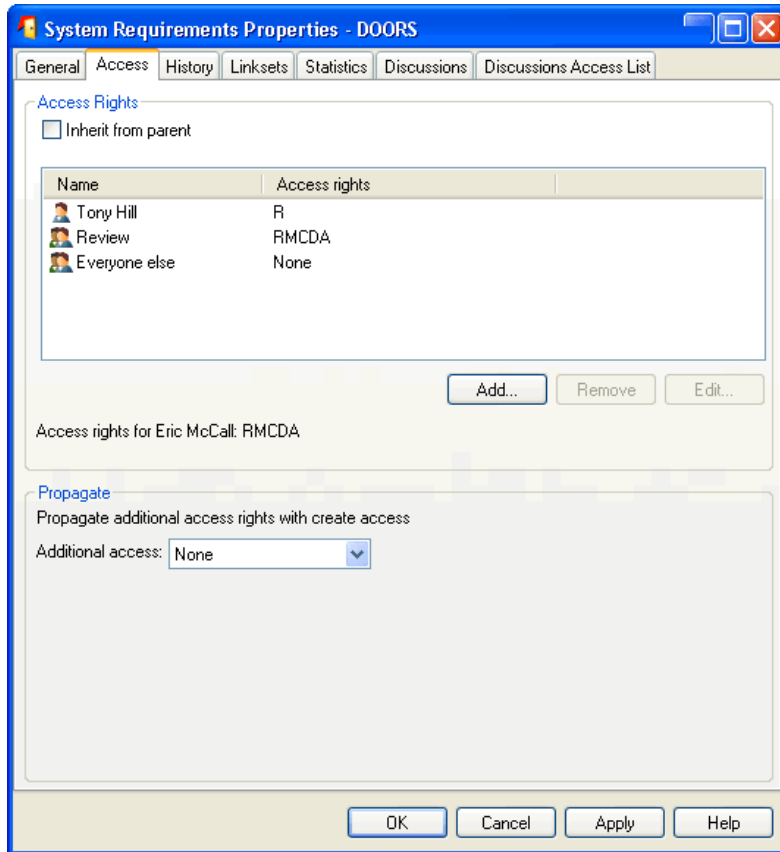 System Requirements Properties - DOORS
General Access History Linksets Statistics Discussions Discussions Access List
Access Rights
Inherit from parent
Name Access rights
Tony Hill R
Review RMCDA
Everyone else None
Add... Remove Edit...
Access rights for Eric McCall: RMCDA
Propagate
Propagate additional access rights with create access
Additional access: None
OK Cancel Apply Help